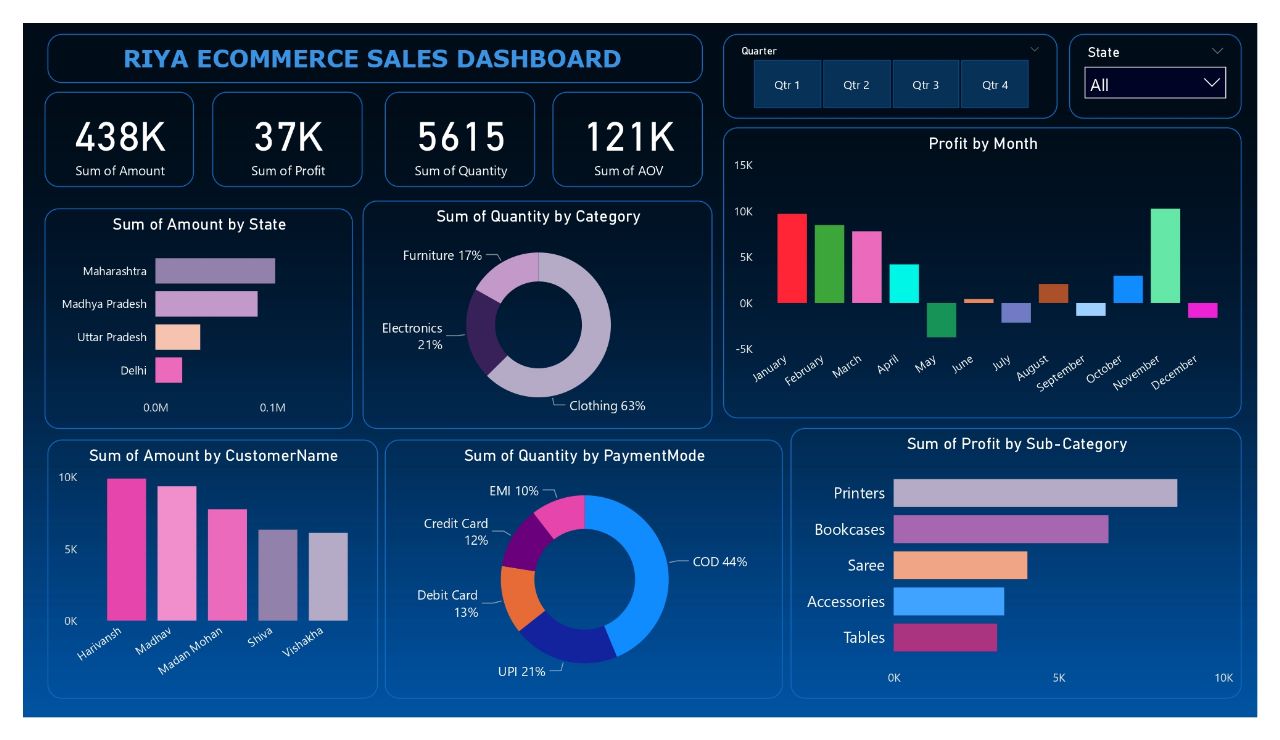 RIYA ECOMMERCE SALES DASHBOARD
Quarter
Qtr 1
Qtr 2
Qtr 3
Qtr 4
State
All
438K
Sum of Amount
37K
Sum of Profit
5615
Sum of Quantity
121K
Sum of AOV
Profit by Month
15K
10K
5K
0K
-5K
January
February
March
April
May
June
July
August
September
October
November
December
Sum of Amount by State
Maharashtra
Madhya Pradesh
Uttar Pradesh
Delhi
0.0M
0.1M
Sum of Quantity by Category
Furniture 17%
Electronics
21%
Clothing 63%
Sum of Amount by CustomerName
10K
5K
0K
Harivansh
Madhav
Madan Mohan
Shiva
Vishakha
Sum of Quantity by PaymentMode
EMI 10%
Credit Card
12%
Debit Card
13%
UPI 21%
COD 44%
Sum of Profit by Sub-Category
Printers
Bookcases
Saree
Accessories
Tables
0K
5K
10K